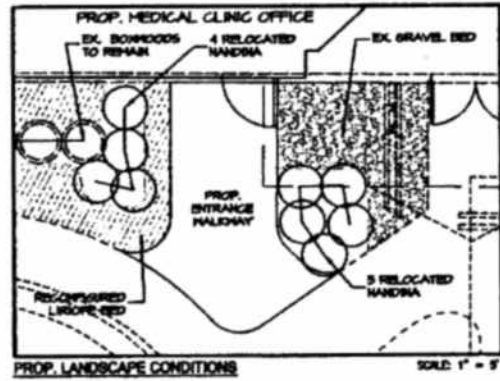 PROP. MEDICAL CLINIC OFFICE
EX. BOXWOODS
TO REMAIN
4 RELOCATED
NANDINA
EX. GRAVEL BED
PROP.
ENTRANCE
WALKWAY
RECONFIGURED
LIRIOPE BED
5 RELOCATED
NANDINA
PROP. LANDSCAPE CONDITIONS
SCALE: 1" = 5'